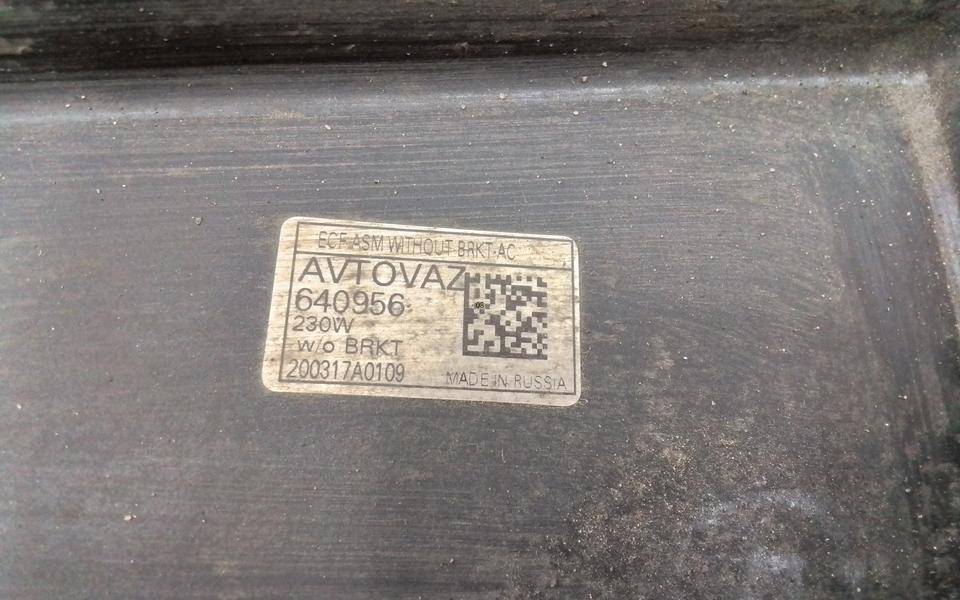 ECF ASM WITHOUT BRKT-AC
AVTOVAZ
640956
230W
w/o BRKT
200317A0109
MADE IN RUSSIA